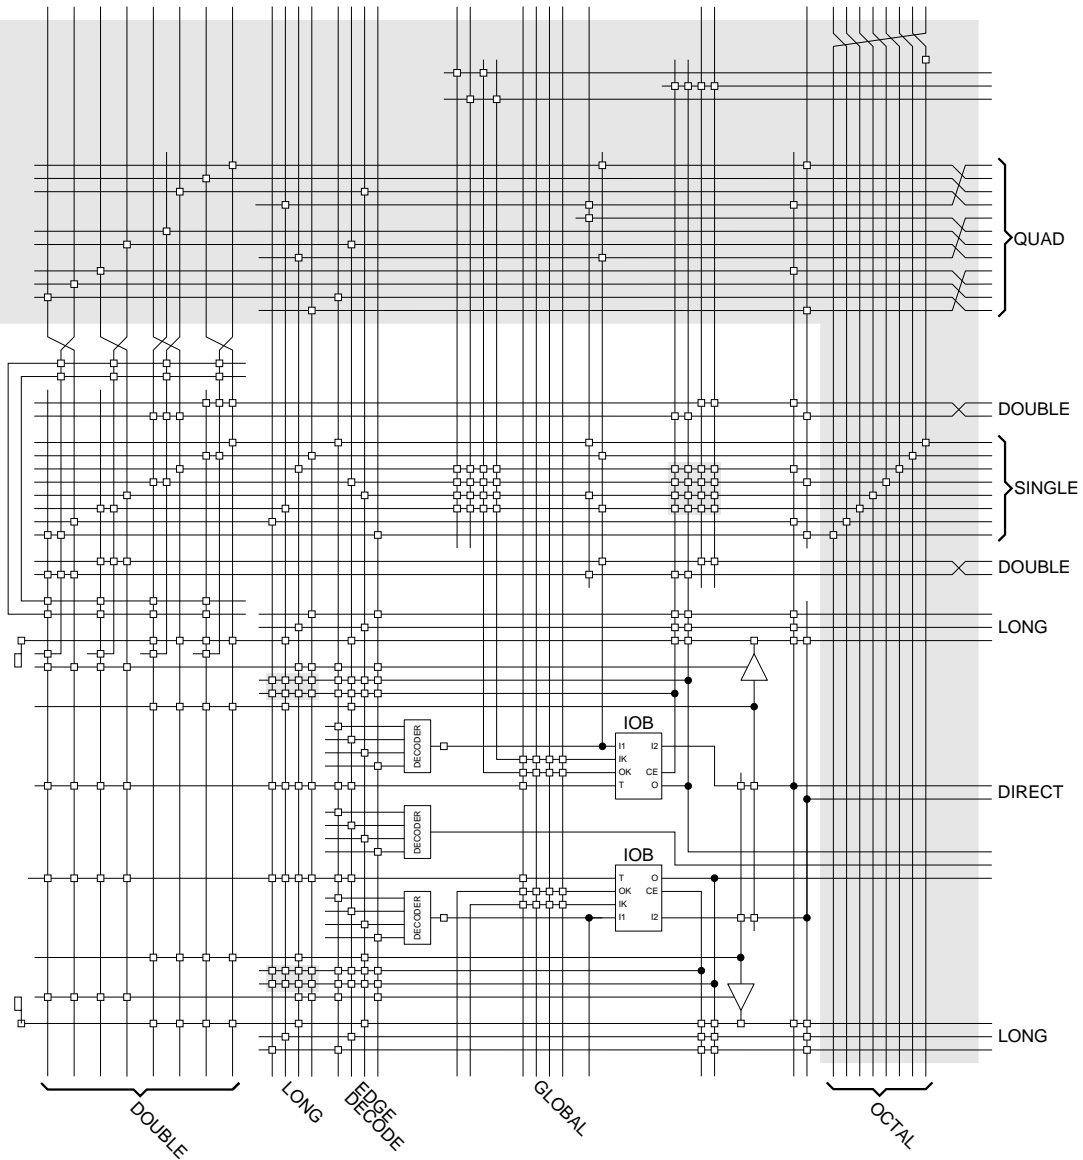 QUAD
DOUBLE
SINGLE
DOUBLE
LONG
IOB
DECODER
I1 I2
IK
OK CE
T O
DIRECT
DECODER
IOB
T O
OK CE
IK
I1 I2
DECODER
LONG
DOUBLE
LONG
EDGE
DECODE
GLOBAL
OCTAL